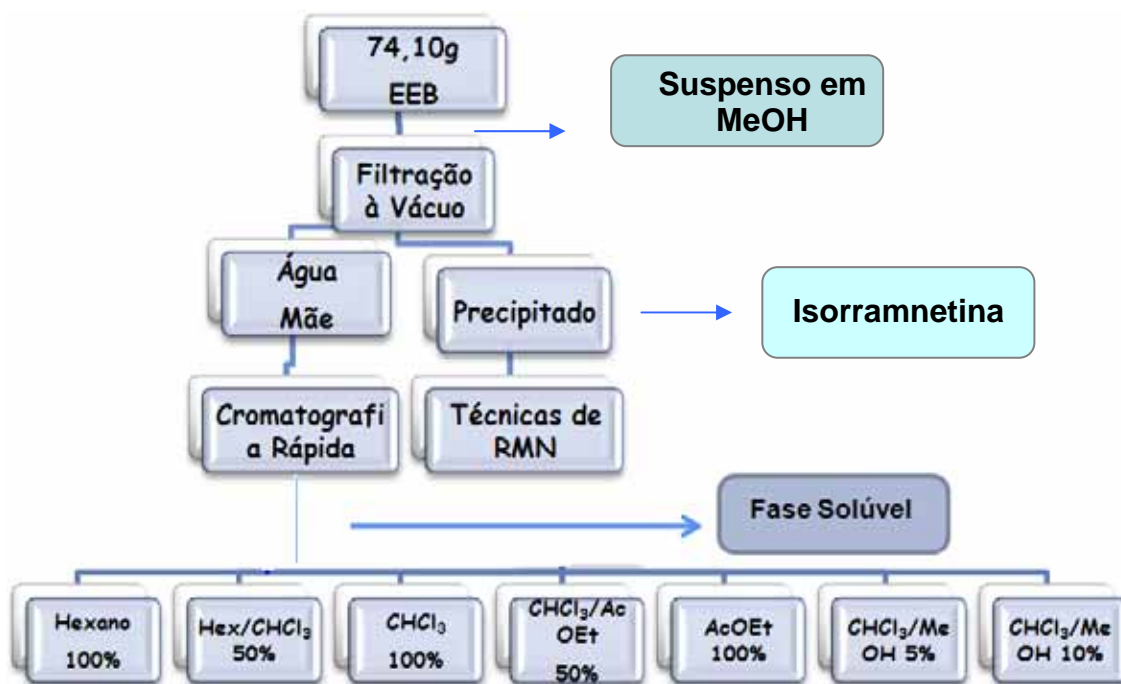 74,10g
EEB
Suspenso em
MeOH
Filtração
à Vácuo
Água
Mãe
Precipitado
Isorramnetina
Cromatografi
a Rápida
Técnicas de
RMN
Fase Solúvel
Hexano
100%
Hex/CHCl₃
50%
CHCl₃
100%
CHCl₃/Ac
OEt
50%
AcOEt
100%
CHCl₃/Me
OH 5%
CHCl₃/Me
OH 10%